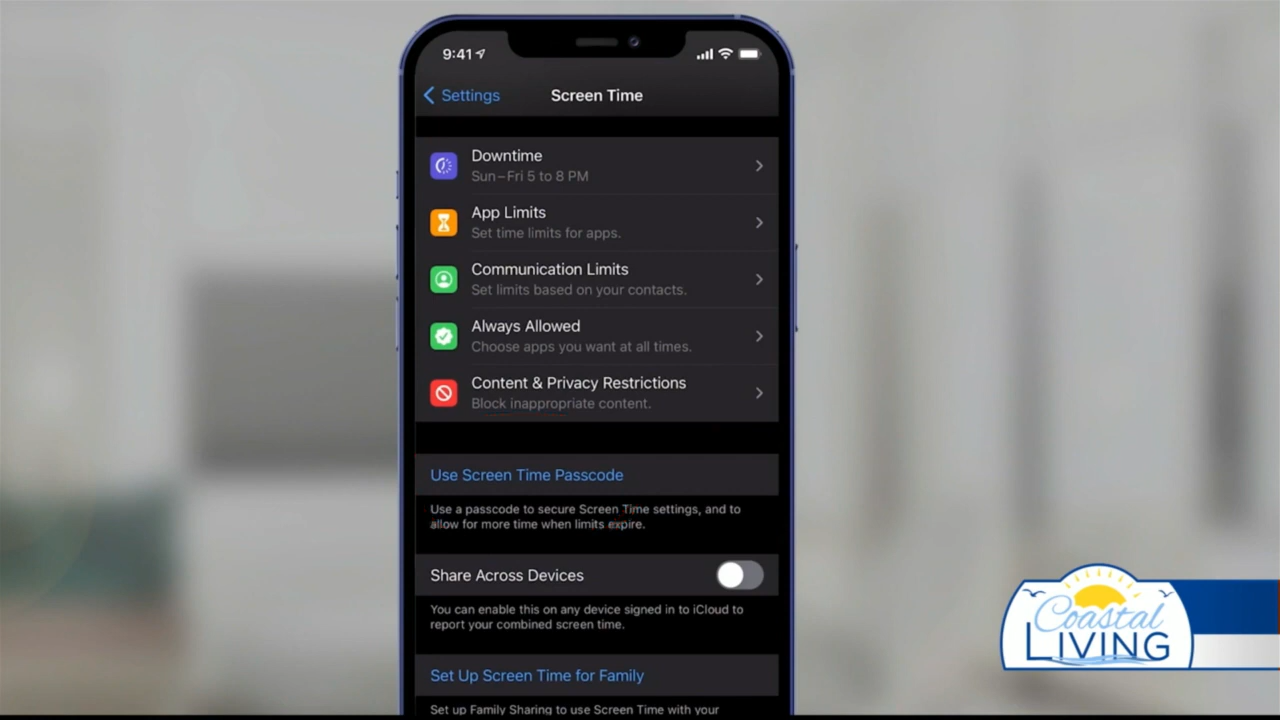 9:41
Settings
Screen Time
Downtime
Sun–Fri 5 to 8 PM
App Limits
Set time limits for apps.
Communication Limits
Set limits based on your contacts.
Always Allowed
Choose apps you want at all times.
Content & Privacy Restrictions
Block inappropriate content.
Use Screen Time Passcode
Use a passcode to secure Screen Time settings, and to
allow for more time when limits expire.
Share Across Devices
You can enable this on any device signed in to iCloud to
report your combined screen time.
Set Up Screen Time for Family
Set up Family Sharing to use Screen Time with your
Coastal
LIVING